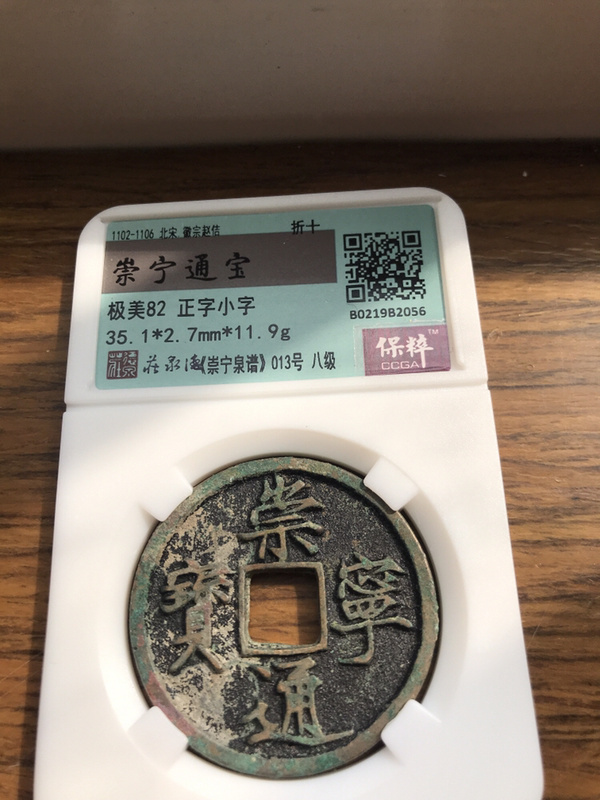 1102-1106 北宋 徽宗赵佶 折十
崇宁通宝
极美82 正字小字
B0219B2056
35.1*2.7mm*11.9g
保粹™
CCGA
《崇宁泉谱》013号 八级
崇
寶 寧
通